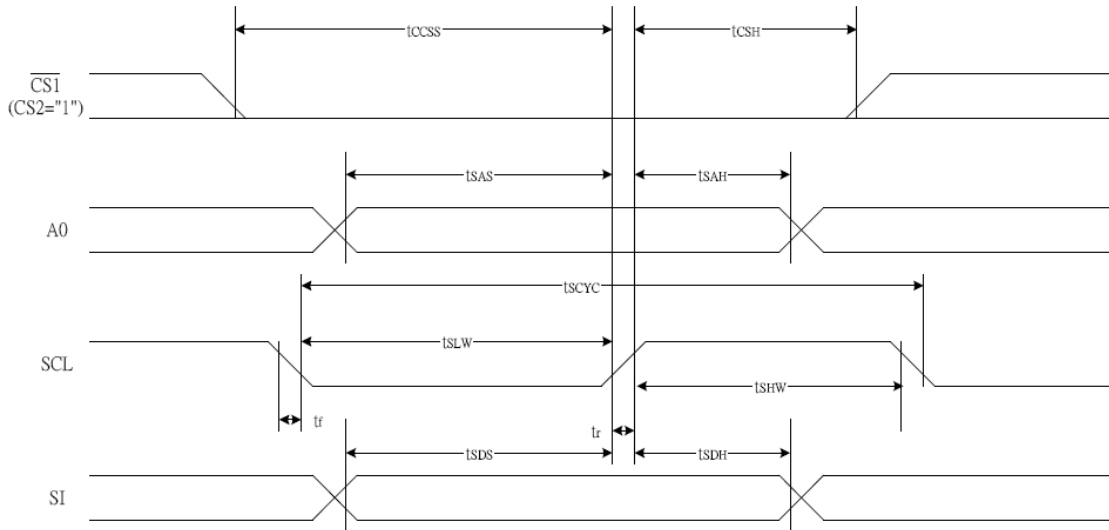 tCCSS tCSH
CS1
(CS2="1")
tSAS tSAH
A0
tSCYC
tSLW
SCL
tSHW
tf tr
tSDS tSDH
SI